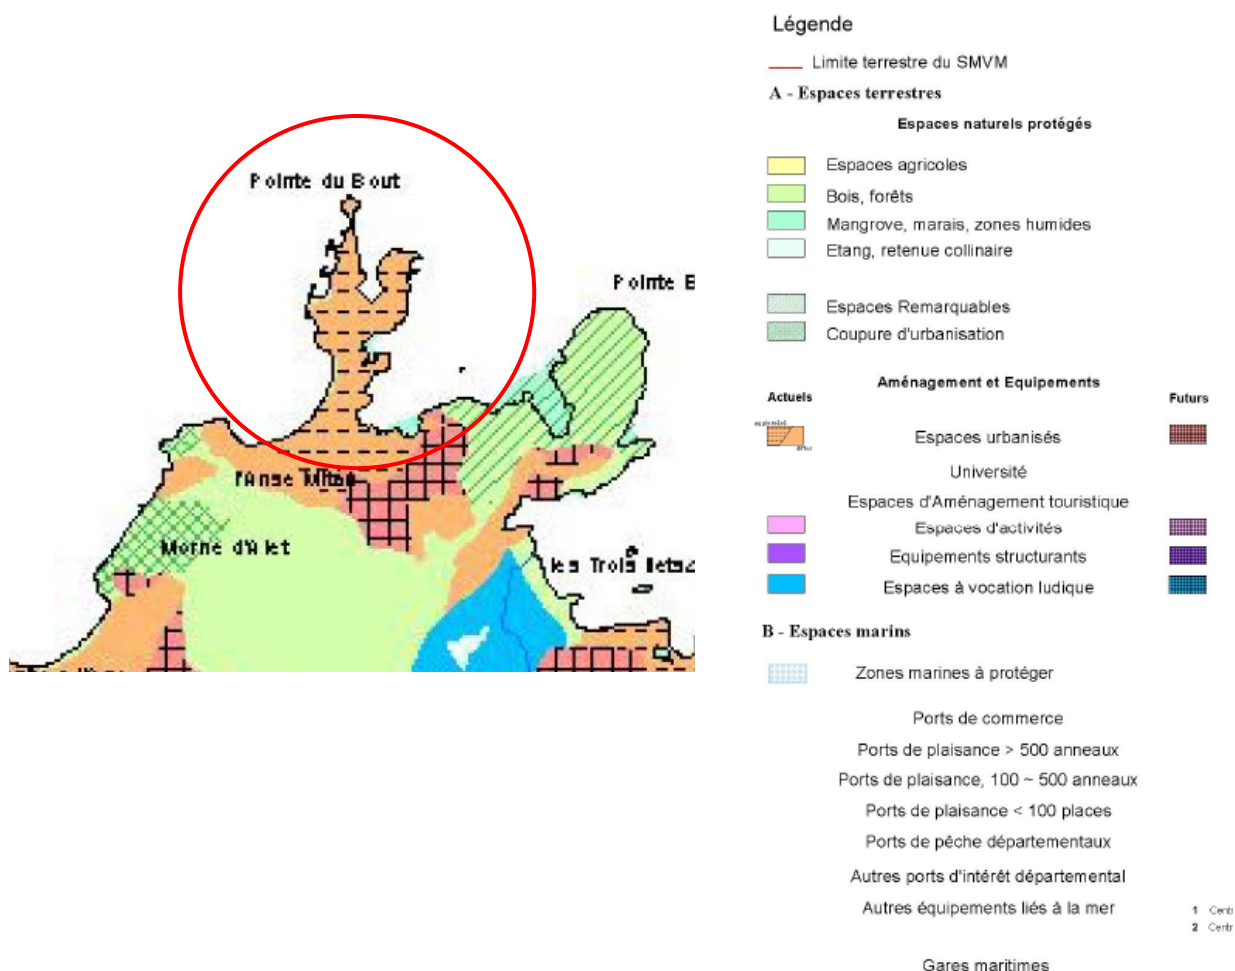 Pointe du Bout
Pointe B
l'Anse Mitan
Morne d'Alet
les Trois Ilets
Légende
Limite terrestre du SMVM
A - Espaces terrestres
Espaces naturels protégés
Espaces agricoles
Bois, forêts
Mangrove, marais, zones humides
Etang, retenue collinaire
Espaces Remarquables
Coupure d'urbanisation
Aménagement et Equipements
Actuels
Futurs
Espaces urbanisés
Université
Espaces d'Aménagement touristique
Espaces d'activités
Equipements structurants
Espaces à vocation ludique
B - Espaces marins
Zones marines à protéger
Ports de commerce
Ports de plaisance > 500 anneaux
Ports de plaisance, 100 ~ 500 anneaux
Ports de plaisance < 100 places
Ports de pêche départementaux
Autres ports d'intérêt départemental
Autres équipements liés à la mer
1 Centr
2 Centr
Gares maritimes